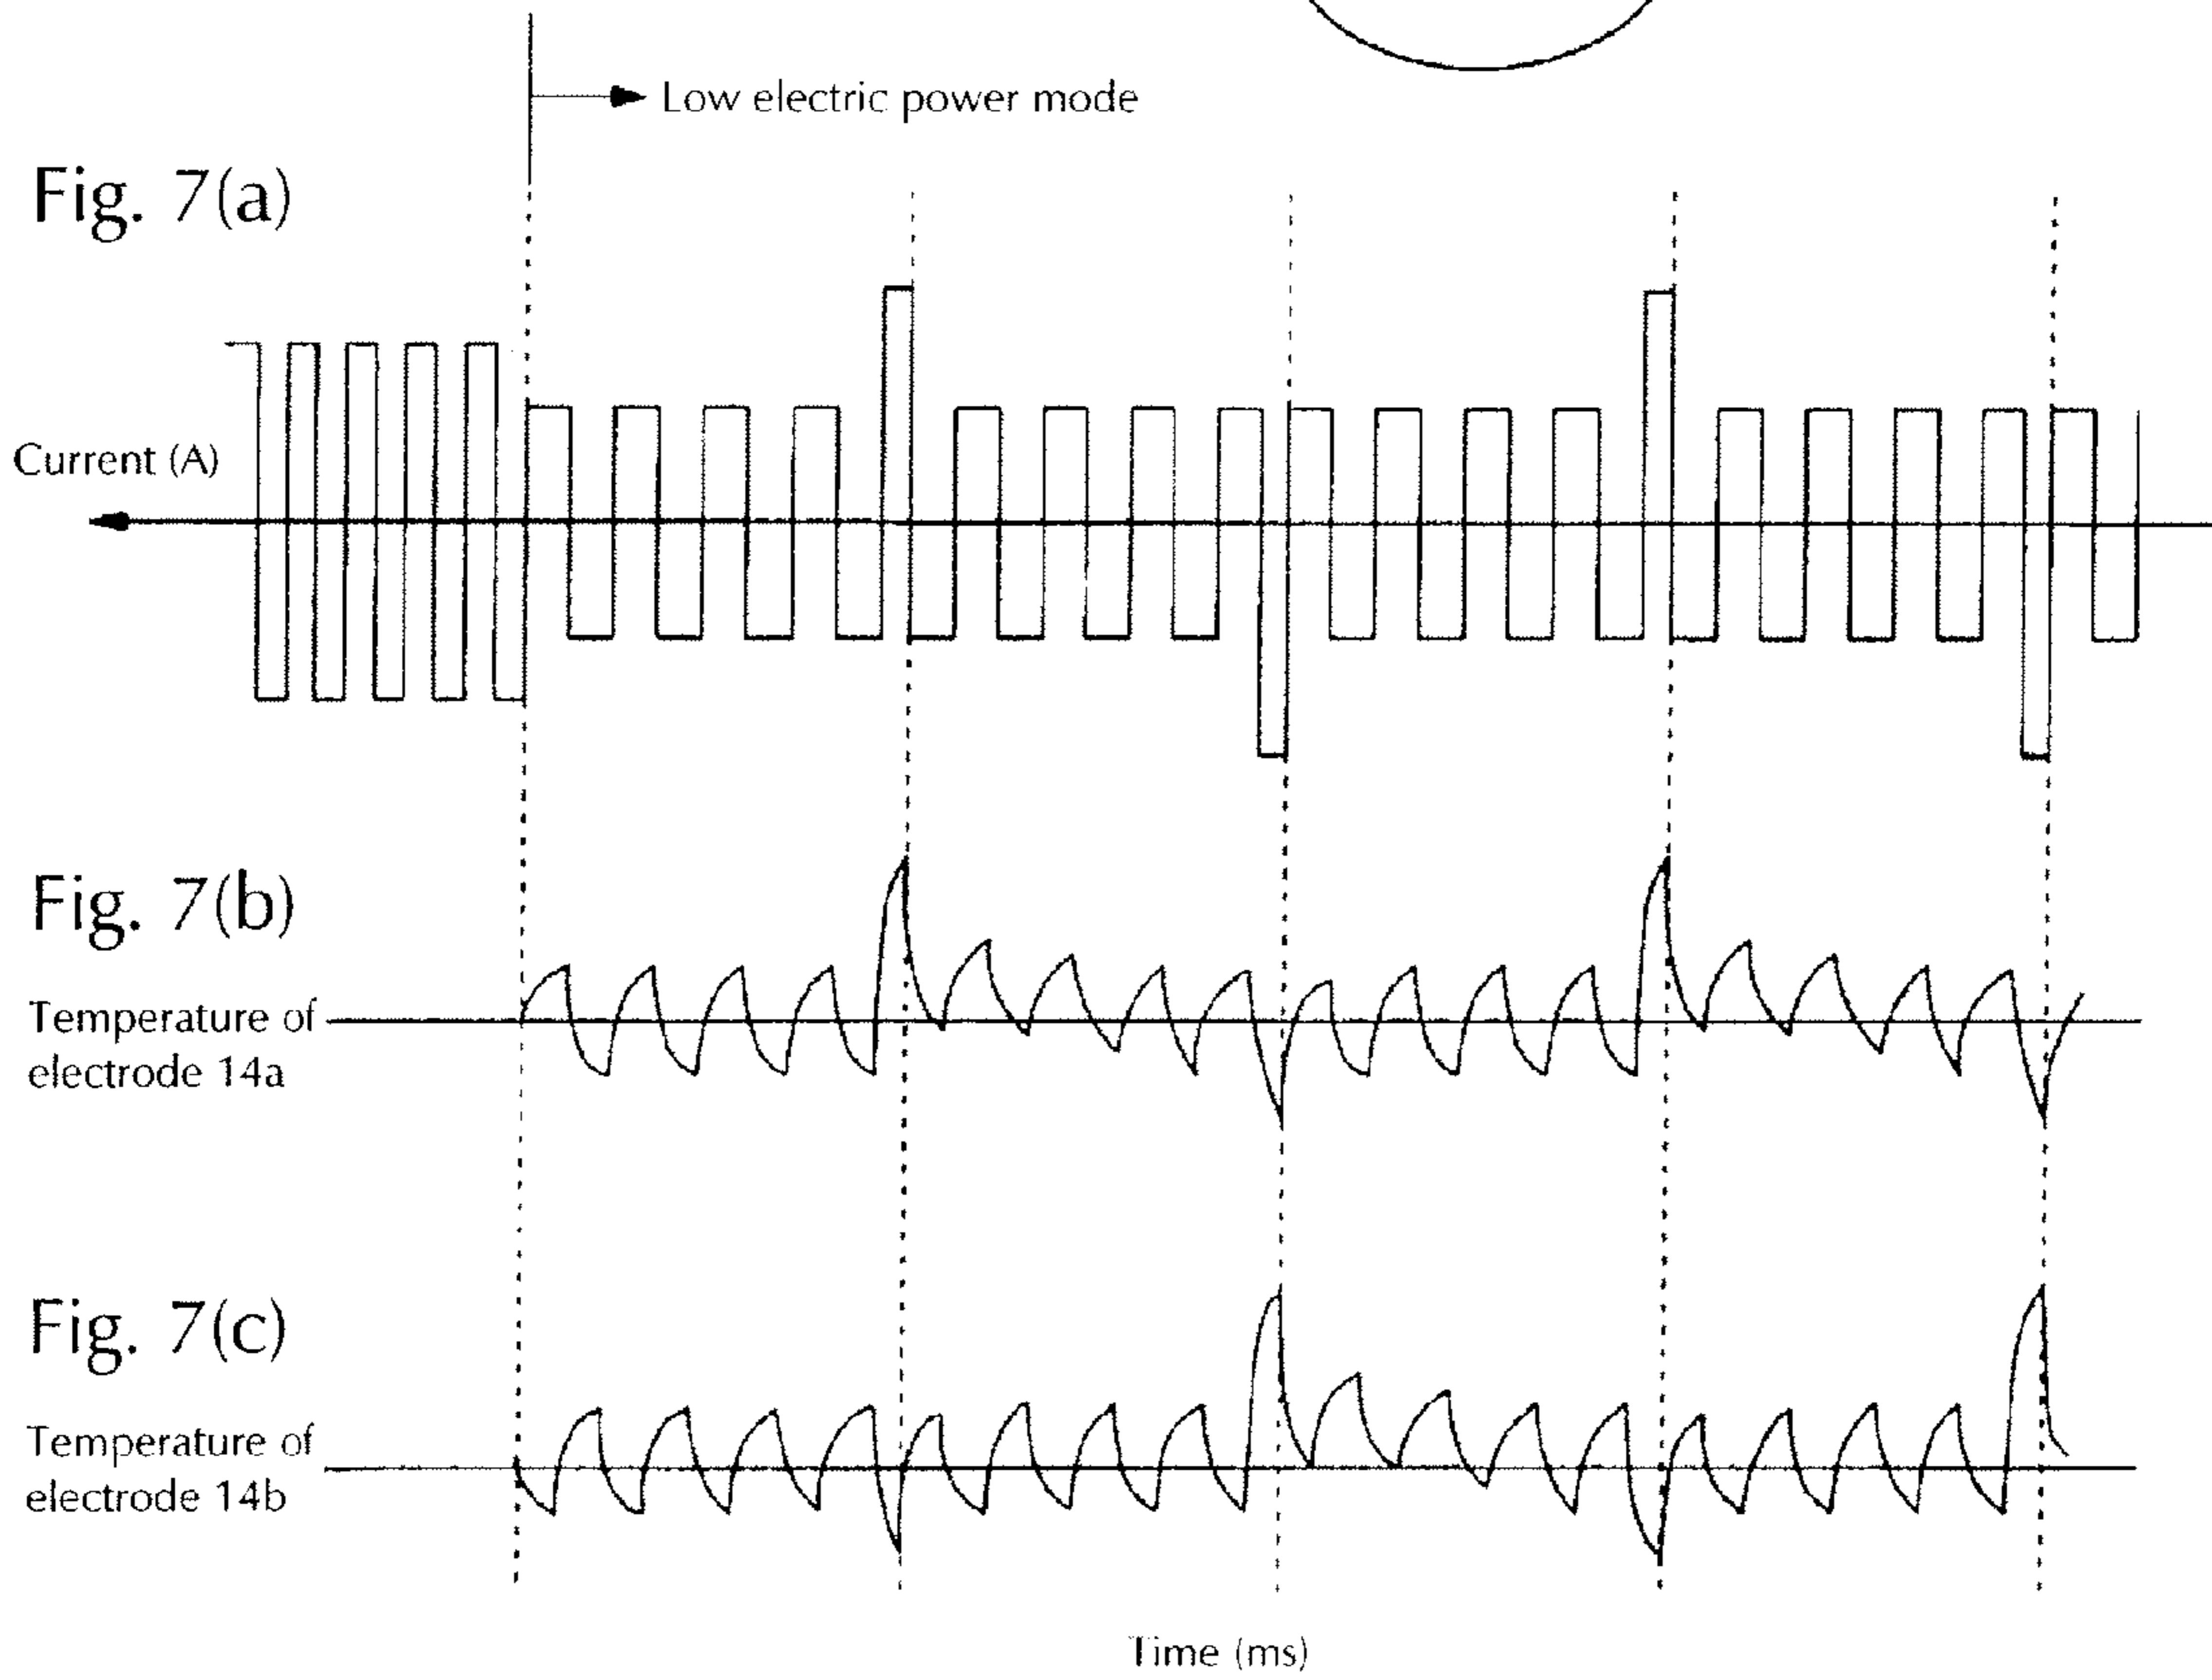 Low electric power mode
Fig. 7(a)
Current (A)
Fig. 7(b)
Temperature of
electrode 14a
Fig. 7(c)
Temperature of
electrode 14b
Time (ms)